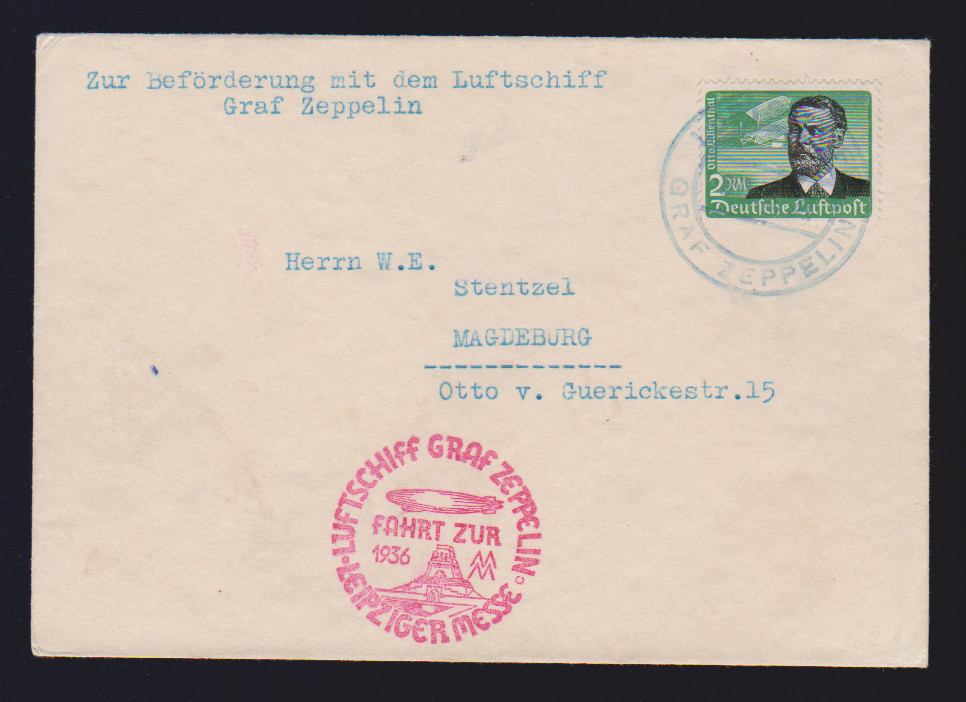 Zur Beförderung mit dem Luftschiff
Graf Zeppelin
Otto Lilienthal
2 RM
Deutsche Luftpost
GRAF ZEPPELIN
Herrn W.E.
Stentzel
MAGDEBURG
Otto v. Guerickestr.15
LUFTSCHIFF GRAF ZEPPELIN
FAHRT ZUR
1936
MM
LEIPZIGER MESSE
c